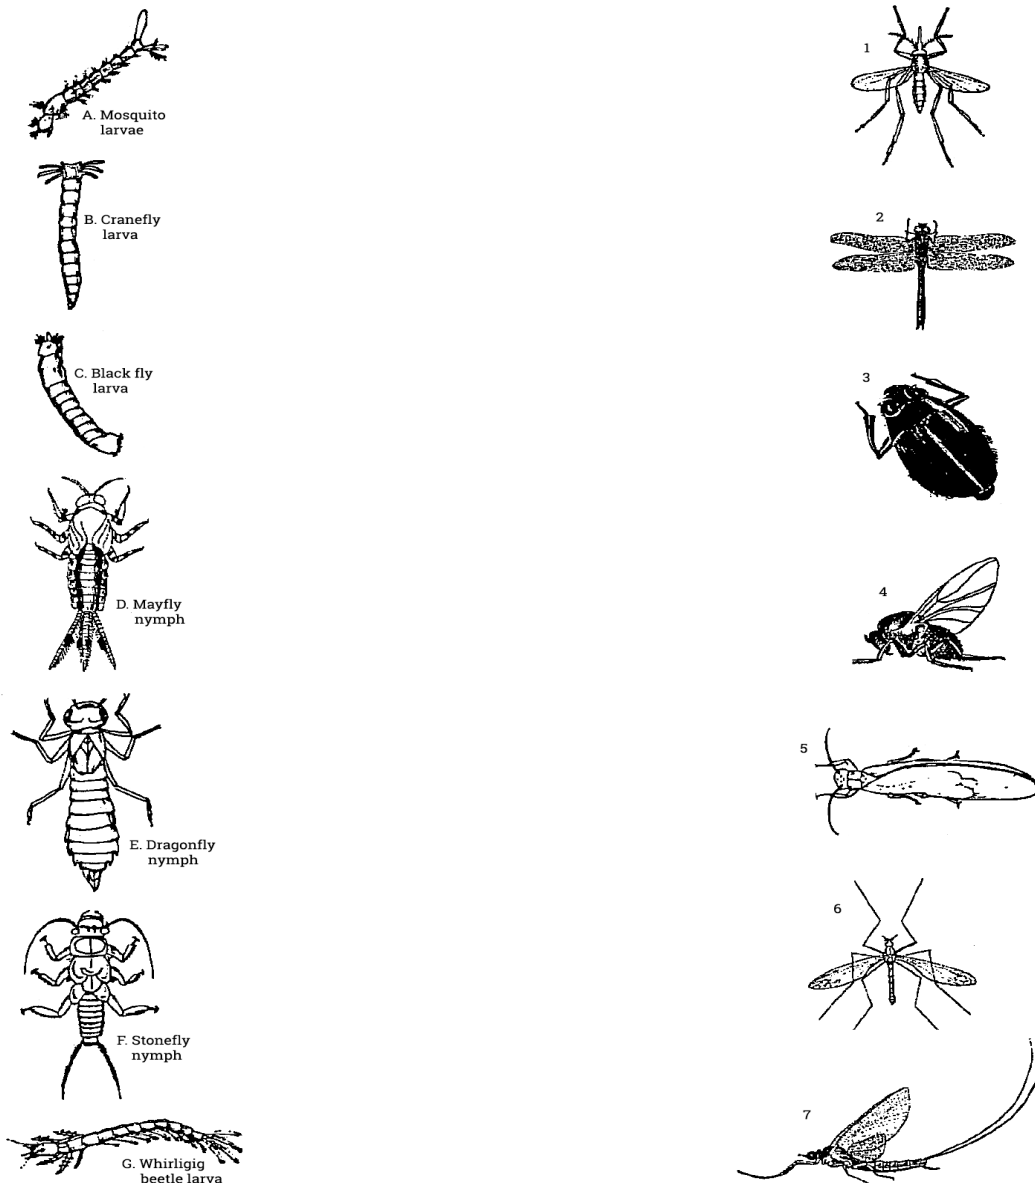 A. Mosquito
larvae
B. Cranefly
larva
C. Black fly
larva
D. Mayfly
nymph
E. Dragonfly
nymph
F. Stonefly
nymph
G. Whirligig
beetle larva
1
2
3
4
5
6
7